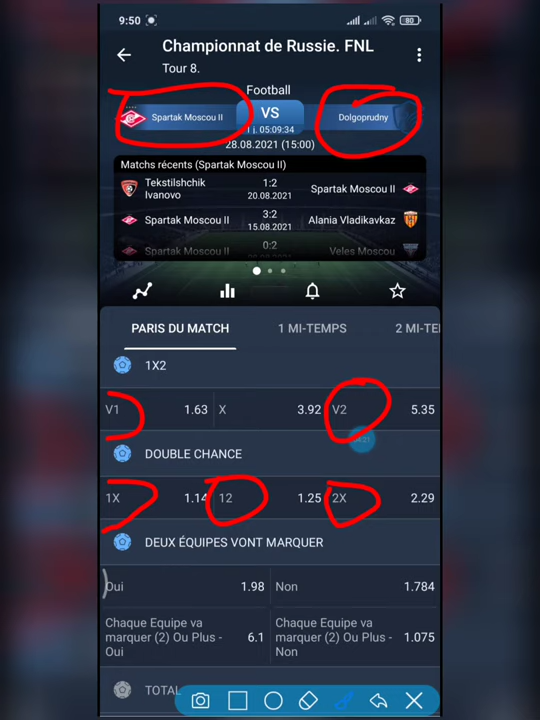 9:50
80
Championnat de Russie. FNL
Tour 8.
Football
Spartak Moscou II
VS
Dolgoprudny
1 j. 05:09:34
28.08.2021 (15:00)
Matchs récents (Spartak Moscou II)
Tekstilshchik Ivanovo 1:2 Spartak Moscou II
20.08.2021
Spartak Moscou II 3:2 Alania Vladikavkaz
15.08.2021
Spartak Moscou II 0:2 Veles Moscou
PARIS DU MATCH 1 MI-TEMPS 2 MI-TE
1X2
V1 1.63 X 3.92 V2 5.35
DOUBLE CHANCE
1X 1.14 12 1.25 2X 2.29
DEUX ÉQUIPES VONT MARQUER
Oui 1.98 Non 1.784
Chaque Equipe va
marquer (2) Ou Plus - 6.1
Oui
Chaque Equipe va
marquer (2) Ou Plus - 1.075
Non
TOTAL